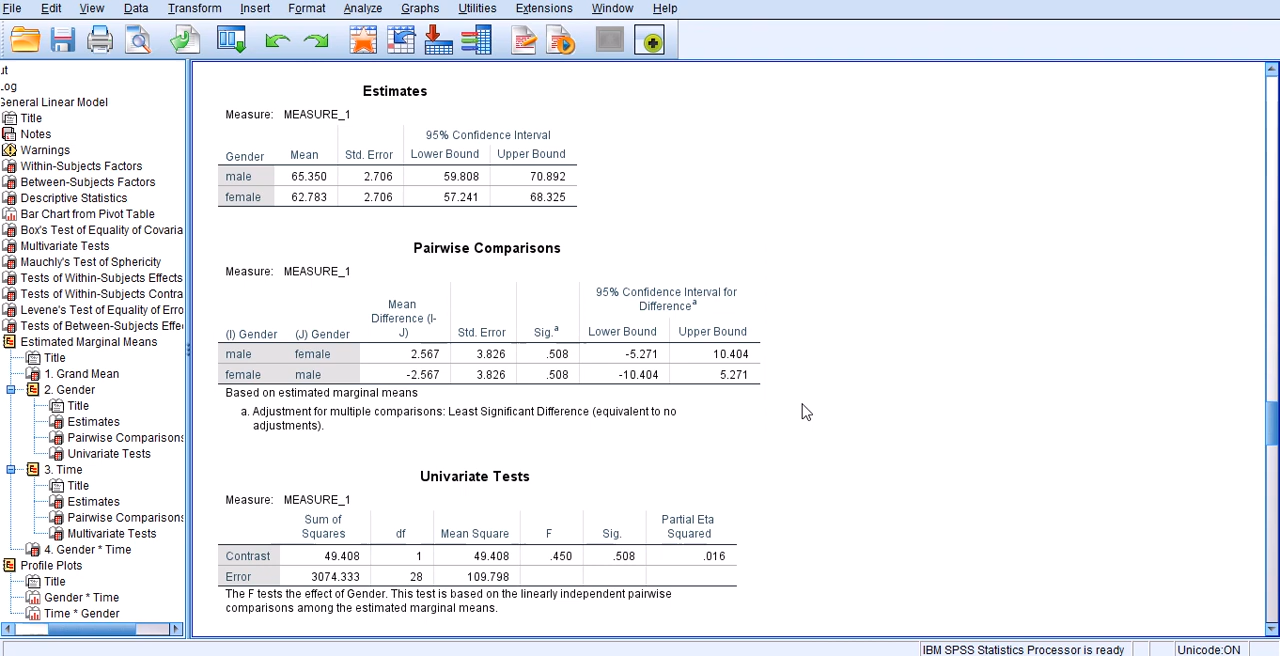 File Edit View Data Transform Insert Format Analyze Graphs Utilities Extensions Window Help
ut
Log
General Linear Model
Title
Notes
Warnings
Within-Subjects Factors
Between-Subjects Factors
Descriptive Statistics
Bar Chart from Pivot Table
Box's Test of Equality of Covaria
Multivariate Tests
Mauchly's Test of Sphericity
Tests of Within-Subjects Effects
Tests of Within-Subjects Contra
Levene's Test of Equality of Erro
Tests of Between-Subjects Effe
Estimated Marginal Means
Title
1. Grand Mean
2. Gender
Title
Estimates
Pairwise Comparisons
Univariate Tests
3. Time
Title
Estimates
Pairwise Comparisons
Multivariate Tests
4. Gender * Time
Profile Plots
Title
Gender * Time
Time * Gender
Estimates
Measure: MEASURE_1
95% Confidence Interval
Gender Mean Std. Error Lower Bound Upper Bound
male 65.350 2.706 59.808 70.892
female 62.783 2.706 57.241 68.325
Pairwise Comparisons
Measure: MEASURE_1
95% Confidence Interval for
Differenceᵃ
Mean
Difference (I-
(I) Gender (J) Gender J) Std. Error Sig.ᵃ Lower Bound Upper Bound
male female 2.567 3.826 .508 -5.271 10.404
female male -2.567 3.826 .508 -10.404 5.271
Based on estimated marginal means
a. Adjustment for multiple comparisons: Least Significant Difference (equivalent to no
adjustments).
Univariate Tests
Measure: MEASURE_1
Sum of Partial Eta
Squares df Mean Square F Sig. Squared
Contrast 49.408 1 49.408 .450 .508 .016
Error 3074.333 28 109.798
The F tests the effect of Gender. This test is based on the linearly independent pairwise
comparisons among the estimated marginal means.
IBM SPSS Statistics Processor is ready Unicode:ON